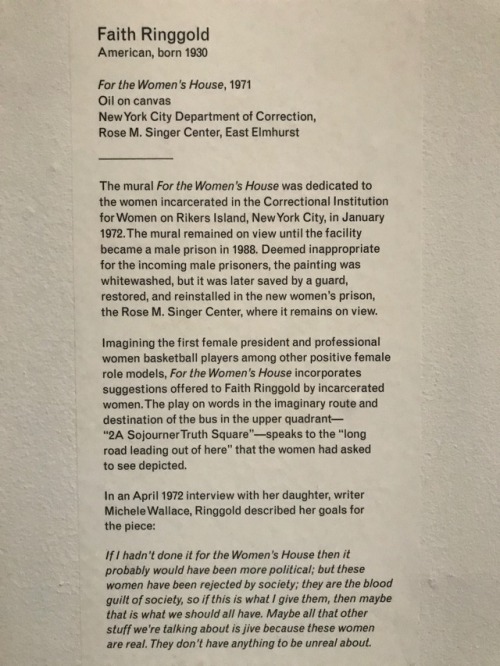 Faith Ringgold
American, born 1930
For the Women's House, 1971
Oil on canvas
New York City Department of Correction,
Rose M. Singer Center, East Elmhurst
The mural For the Women's House was dedicated to
the women incarcerated in the Correctional Institution
for Women on Rikers Island, New York City, in January
1972. The mural remained on view until the facility
became a male prison in 1988. Deemed inappropriate
for the incoming male prisoners, the painting was
whitewashed, but it was later saved by a guard,
restored, and reinstalled in the new women's prison,
the Rose M. Singer Center, where it remains on view.
Imagining the first female president and professional
women basketball players among other positive female
role models, For the Women's House incorporates
suggestions offered to Faith Ringgold by incarcerated
women. The play on words in the imaginary route and
destination of the bus in the upper quadrant—
"2A Sojourner Truth Square"—speaks to the "long
road leading out of here" that the women had asked
to see depicted.
In an April 1972 interview with her daughter, writer
Michele Wallace, Ringgold described her goals for
the piece:
If I hadn't done it for the Women's House then it
probably would have been more political; but these
women have been rejected by society; they are the blood
guilt of society, so if this is what I give them, then maybe
that is what we should all have. Maybe all that other
stuff we're talking about is jive because these women
are real. They don't have anything to be unreal about.